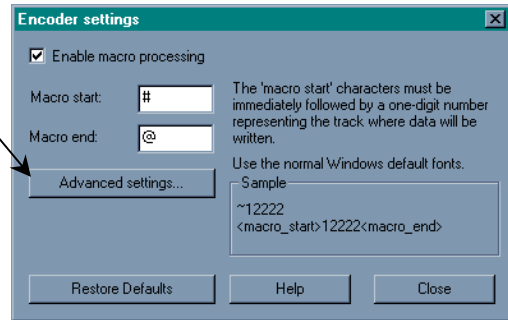 Encoder settings
Enable macro processing
Macro start: #
Macro end: @
The 'macro start' characters must be
immediately followed by a one-digit number
representing the track where data will be
written.
Use the normal Windows default fonts.
Advanced settings...
Sample
~12222
<macro_start>12222<macro_end>
Restore Defaults
Help
Close